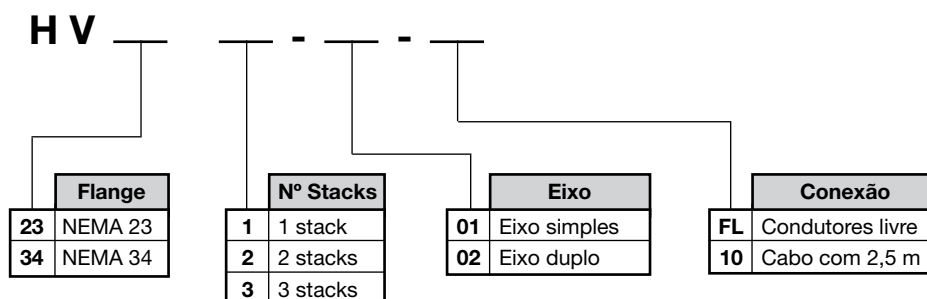 HV __ __ - __ - __
Flange
23 NEMA 23
34 NEMA 34
Nº Stacks
1 1 stack
2 2 stacks
3 3 stacks
Eixo
01 Eixo simples
02 Eixo duplo
Conexão
FL Condutores livre
10 Cabo com 2,5 m